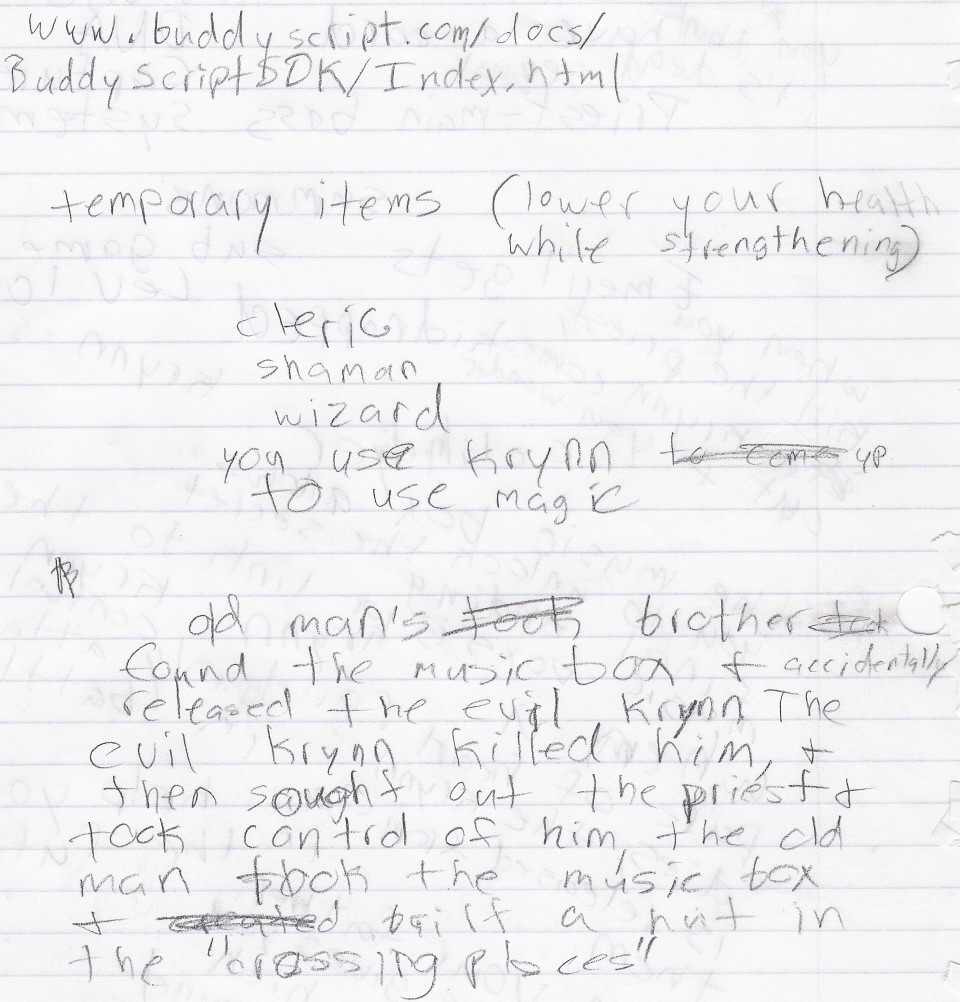 www.buddyscript.com/docs/
BuddyScriptSDK/Index.html
temporary items (lower your health
while strengthening)
cleric
shaman
wizard
you use krynn to come up
to use magic
old man's took brother
found the music box + accidentally
released the evil krynn The
evil krynn killed him, +
then sought out the priest +
took control of him, the old
man took the music box
+ created built a hut in
the "crossing places"